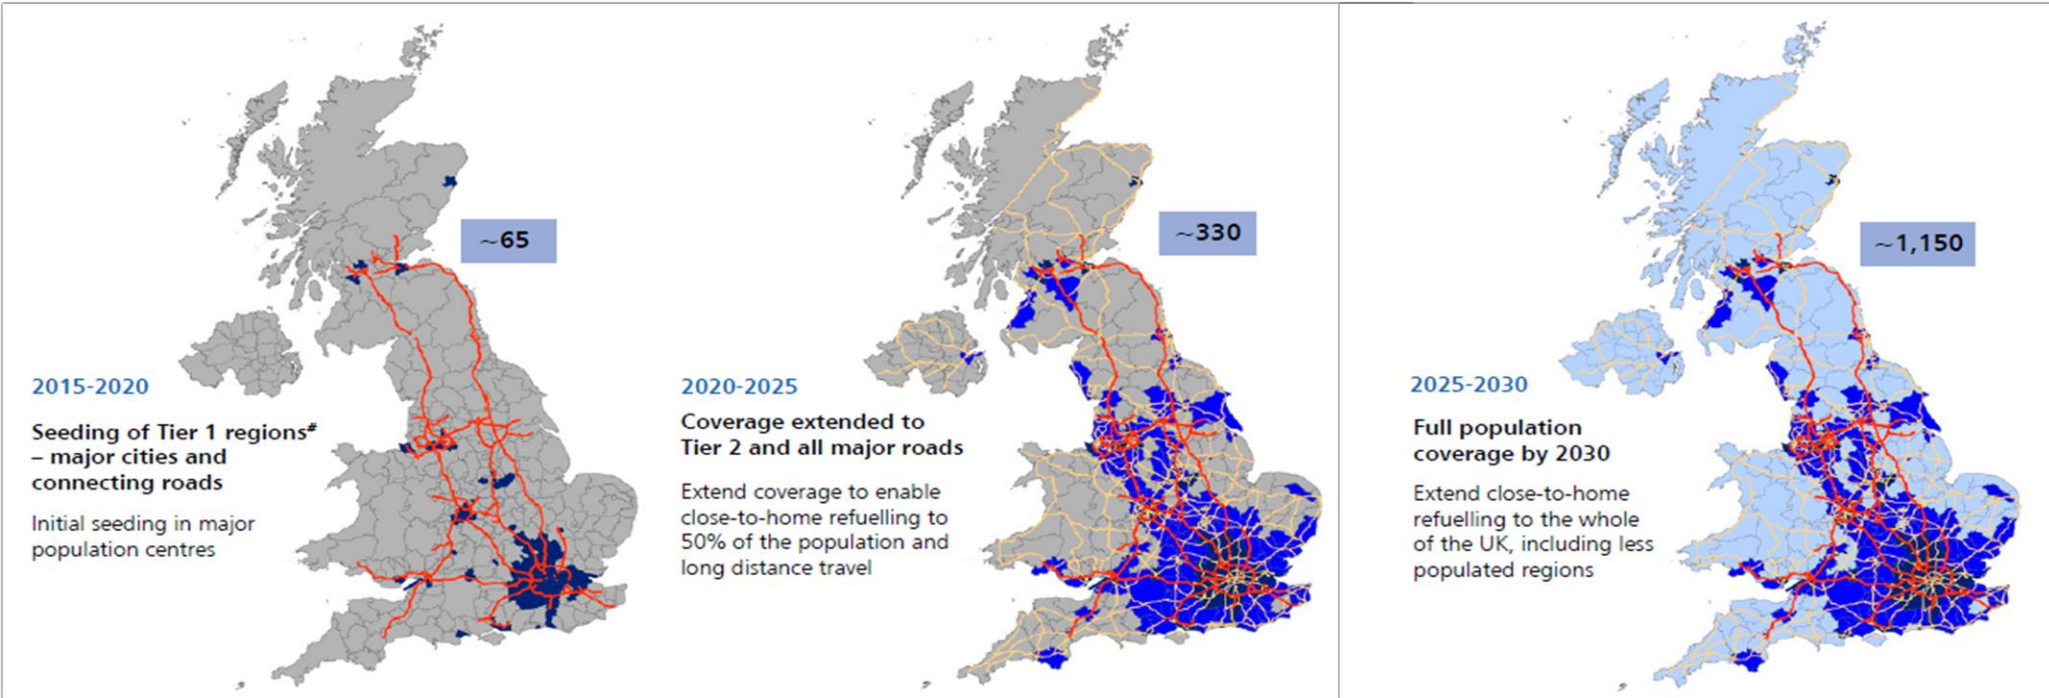 ~65
2015-2020
Seeding of Tier 1 regions#
– major cities and
connecting roads
Initial seeding in major
population centres
~330
2020-2025
Coverage extended to
Tier 2 and all major roads
Extend coverage to enable
close-to-home refuelling to
50% of the population and
long distance travel
~1,150
2025-2030
Full population
coverage by 2030
Extend close-to-home
refuelling to the whole
of the UK, including less
populated regions